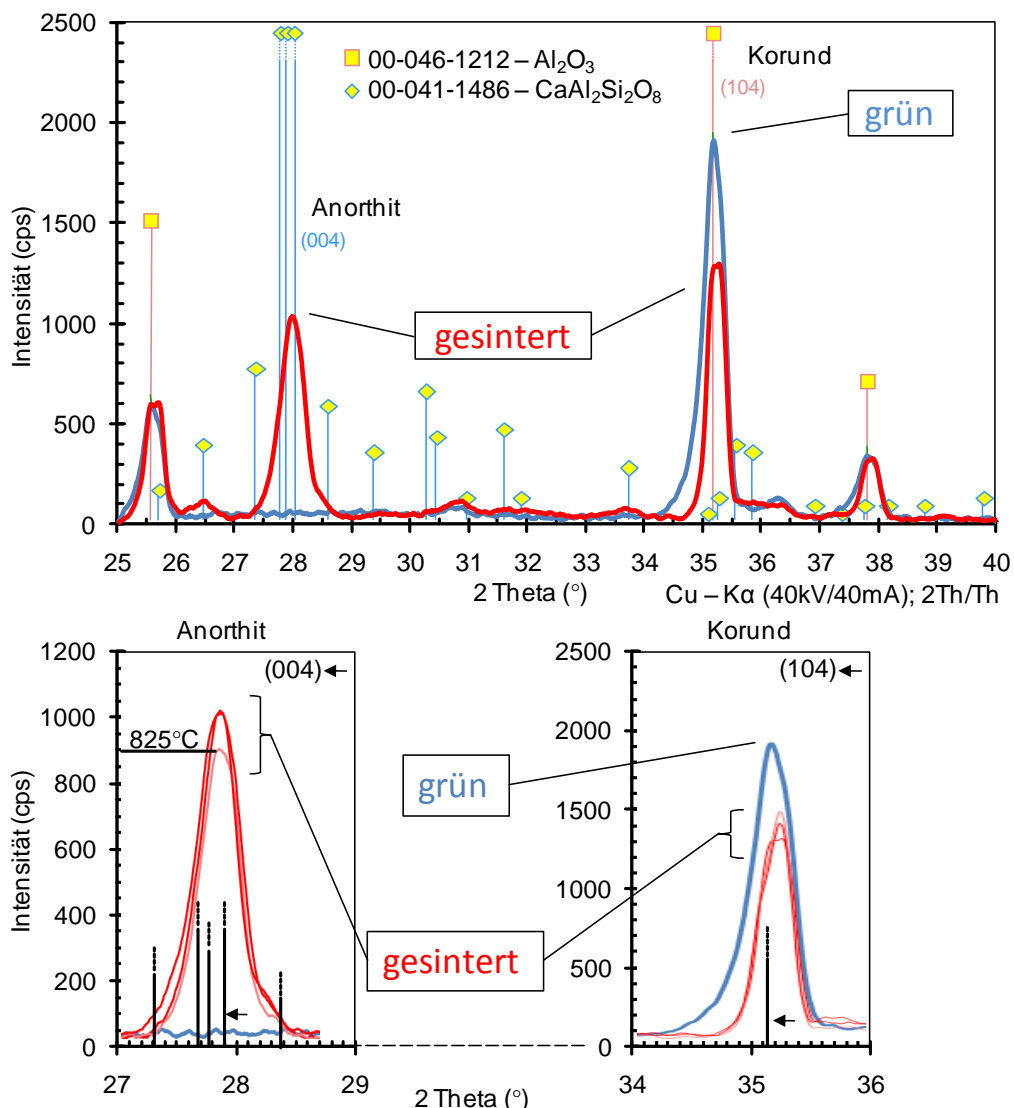 2500
2000
1500
1000
500
0
Intensität (cps)
00-046-1212 – Al₂O₃
00-041-1486 – CaAl₂Si₂O₈
Korund
(104)
grün
Anorthit
(004)
gesintert
25 26 27 28 29 30 31 32 33 34 35 36 37 38 39 40
2 Theta (°)
Cu – Kα (40kV/40mA); 2Th/Th
Anorthit
1200
1000
800
600
400
200
0
Intensität (cps)
(004)
825°C
27 28 29
grün
gesintert
2 Theta (°)
Korund
2500
2000
1500
1000
500
0
(104)
34 35 36